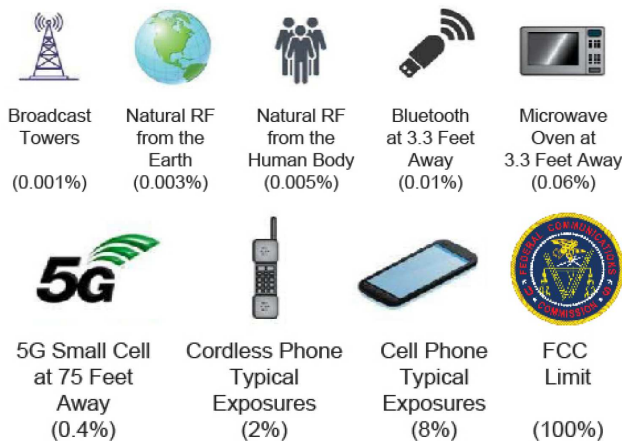 Broadcast
Towers
(0.001%)
Natural RF
from the
Earth
(0.003%)
Natural RF
from the
Human Body
(0.005%)
Bluetooth
at 3.3 Feet
Away
(0.01%)
Microwave
Oven at
3.3 Feet Away
(0.06%)
5G
5G Small Cell
at 75 Feet
Away
(0.4%)
Cordless Phone
Typical
Exposures
(2%)
Cell Phone
Typical
Exposures
(8%)
FEDERAL COMMUNICATIONS
COMMISSION
FCC
Limit
(100%)